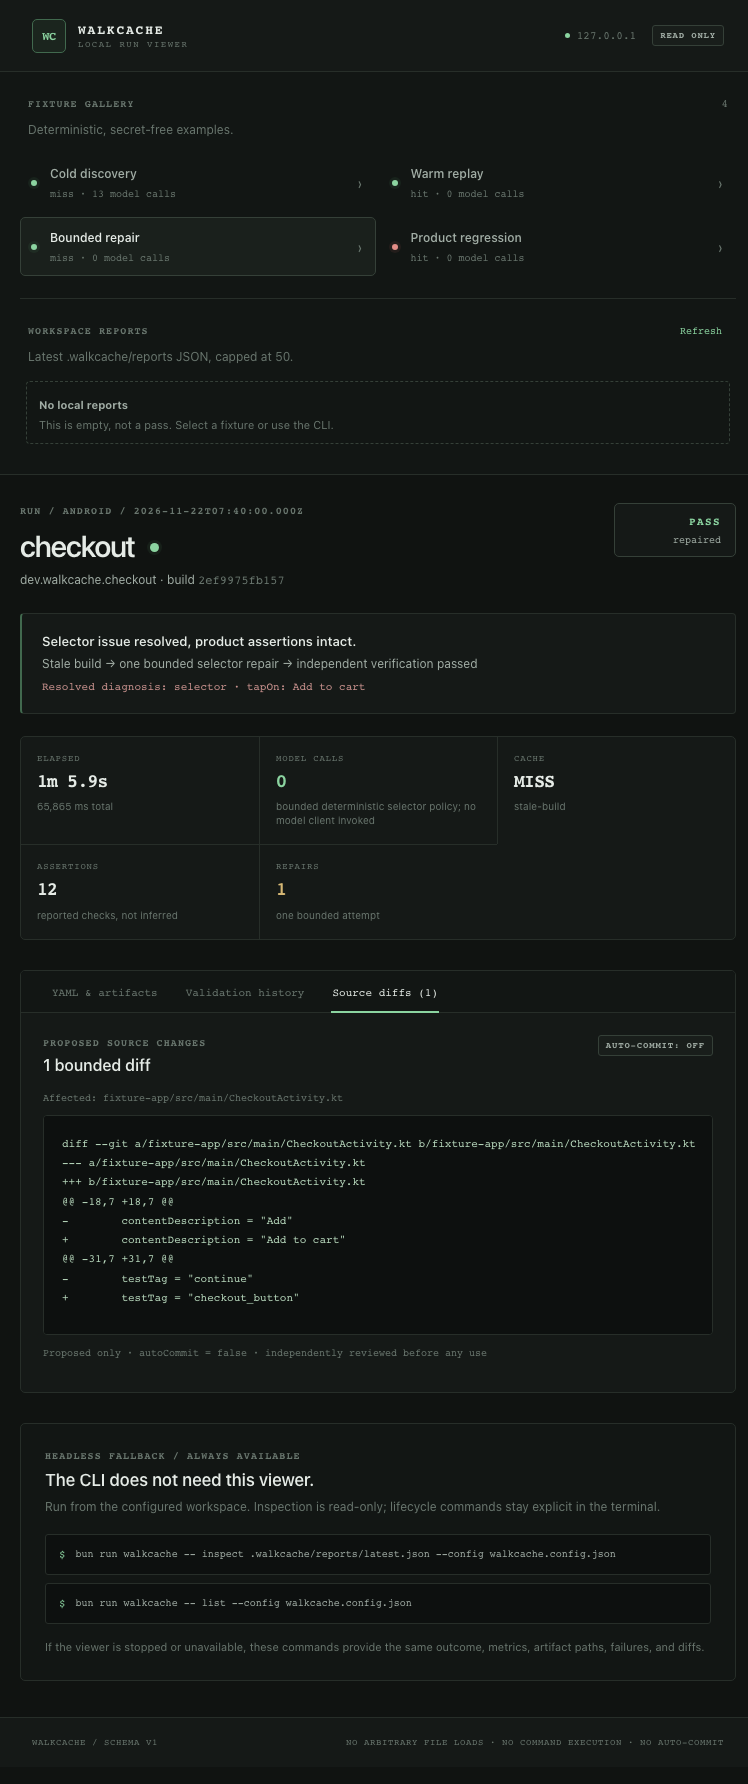 WC
WALKCACHE
LOCAL RUN VIEWER
127.0.0.1
READ ONLY
FIXTURE GALLERY
4
Deterministic, secret-free examples.
Cold discovery
miss · 13 model calls
Warm replay
hit · 0 model calls
Bounded repair
miss · 0 model calls
Product regression
hit · 0 model calls
WORKSPACE REPORTS
Refresh
Latest .walkcache/reports JSON, capped at 50.
No local reports
This is empty, not a pass. Select a fixture or use the CLI.
RUN / ANDROID / 2026-11-22T07:40:00.000Z
checkout
dev.walkcache.checkout · build 2ef9975fb157
PASS
repaired
Selector issue resolved, product assertions intact.
Stale build → one bounded selector repair → independent verification passed
Resolved diagnosis: selector · tapOn: Add to cart
ELAPSED
1m 5.9s
65,865 ms total
MODEL CALLS
0
bounded deterministic selector policy; no
model client invoked
CACHE
MISS
stale-build
ASSERTIONS
12
reported checks, not inferred
REPAIRS
1
one bounded attempt
YAML & artifacts
Validation history
Source diffs (1)
PROPOSED SOURCE CHANGES
1 bounded diff
AUTO-COMMIT: OFF
Affected: fixture-app/src/main/CheckoutActivity.kt
diff --git a/fixture-app/src/main/CheckoutActivity.kt b/fixture-app/src/main/CheckoutActivity.kt
--- a/fixture-app/src/main/CheckoutActivity.kt
+++ b/fixture-app/src/main/CheckoutActivity.kt
@@ -18,7 +18,7 @@
-        contentDescription = "Add"
+        contentDescription = "Add to cart"
@@ -31,7 +31,7 @@
-        testTag = "continue"
+        testTag = "checkout_button"
Proposed only · autoCommit = false · independently reviewed before any use
HEADLESS FALLBACK / ALWAYS AVAILABLE
The CLI does not need this viewer.
Run from the configured workspace. Inspection is read-only; lifecycle commands stay explicit in the terminal.
$ bun run walkcache -- inspect .walkcache/reports/latest.json --config walkcache.config.json
$ bun run walkcache -- list --config walkcache.config.json
If the viewer is stopped or unavailable, these commands provide the same outcome, metrics, artifact paths, failures, and diffs.
WALKCACHE / SCHEMA V1
NO ARBITRARY FILE LOADS · NO COMMAND EXECUTION · NO AUTO-COMMIT